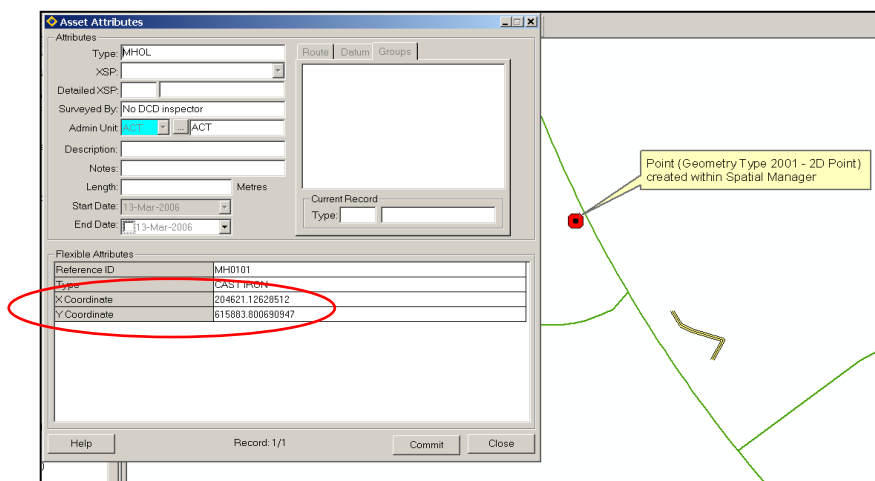 Asset Attributes
Attributes
Type: MHOL
XSP:
Detailed XSP:
Surveyed By: No DCD inspector
Admin Unit: ACT ... ACT
Description:
Notes:
Length: Metres
Start Date: 13-Mar-2006
End Date: 13-Mar-2006
Route Datum Groups
Current Record
Type:
Flexible Attributes
Reference ID MH0101
Type CAST IRON
X Coordinate 204621.12628512
Y Coordinate 615883.800690947
Help Record: 1/1 Commit Close
Point (Geometry Type 2001 - 2D Point)
created within Spatial Manager